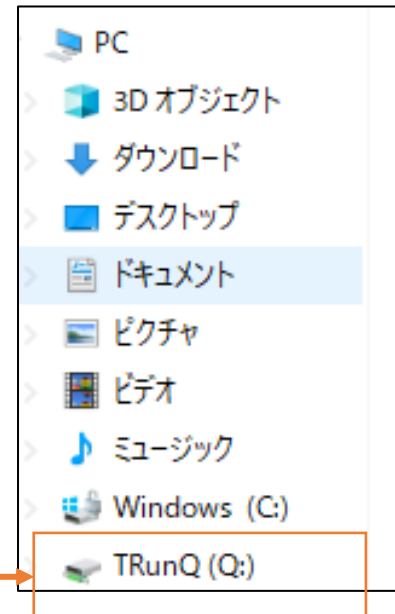 PC
3D オブジェクト
ダウンロード
デスクトップ
ドキュメント
ピクチャ
ビデオ
ミュージック
Windows (C:)
TRunQ (Q:)